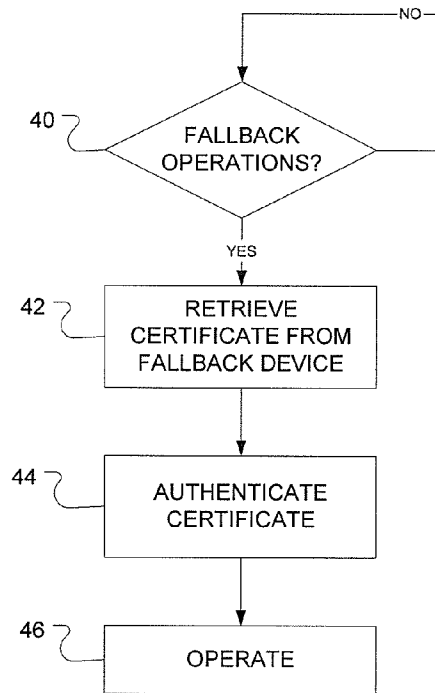 NO
40
FALLBACK
OPERATIONS?
YES
42
RETRIEVE
CERTIFICATE FROM
FALLBACK DEVICE
44
AUTHENTICATE
CERTIFICATE
46
OPERATE